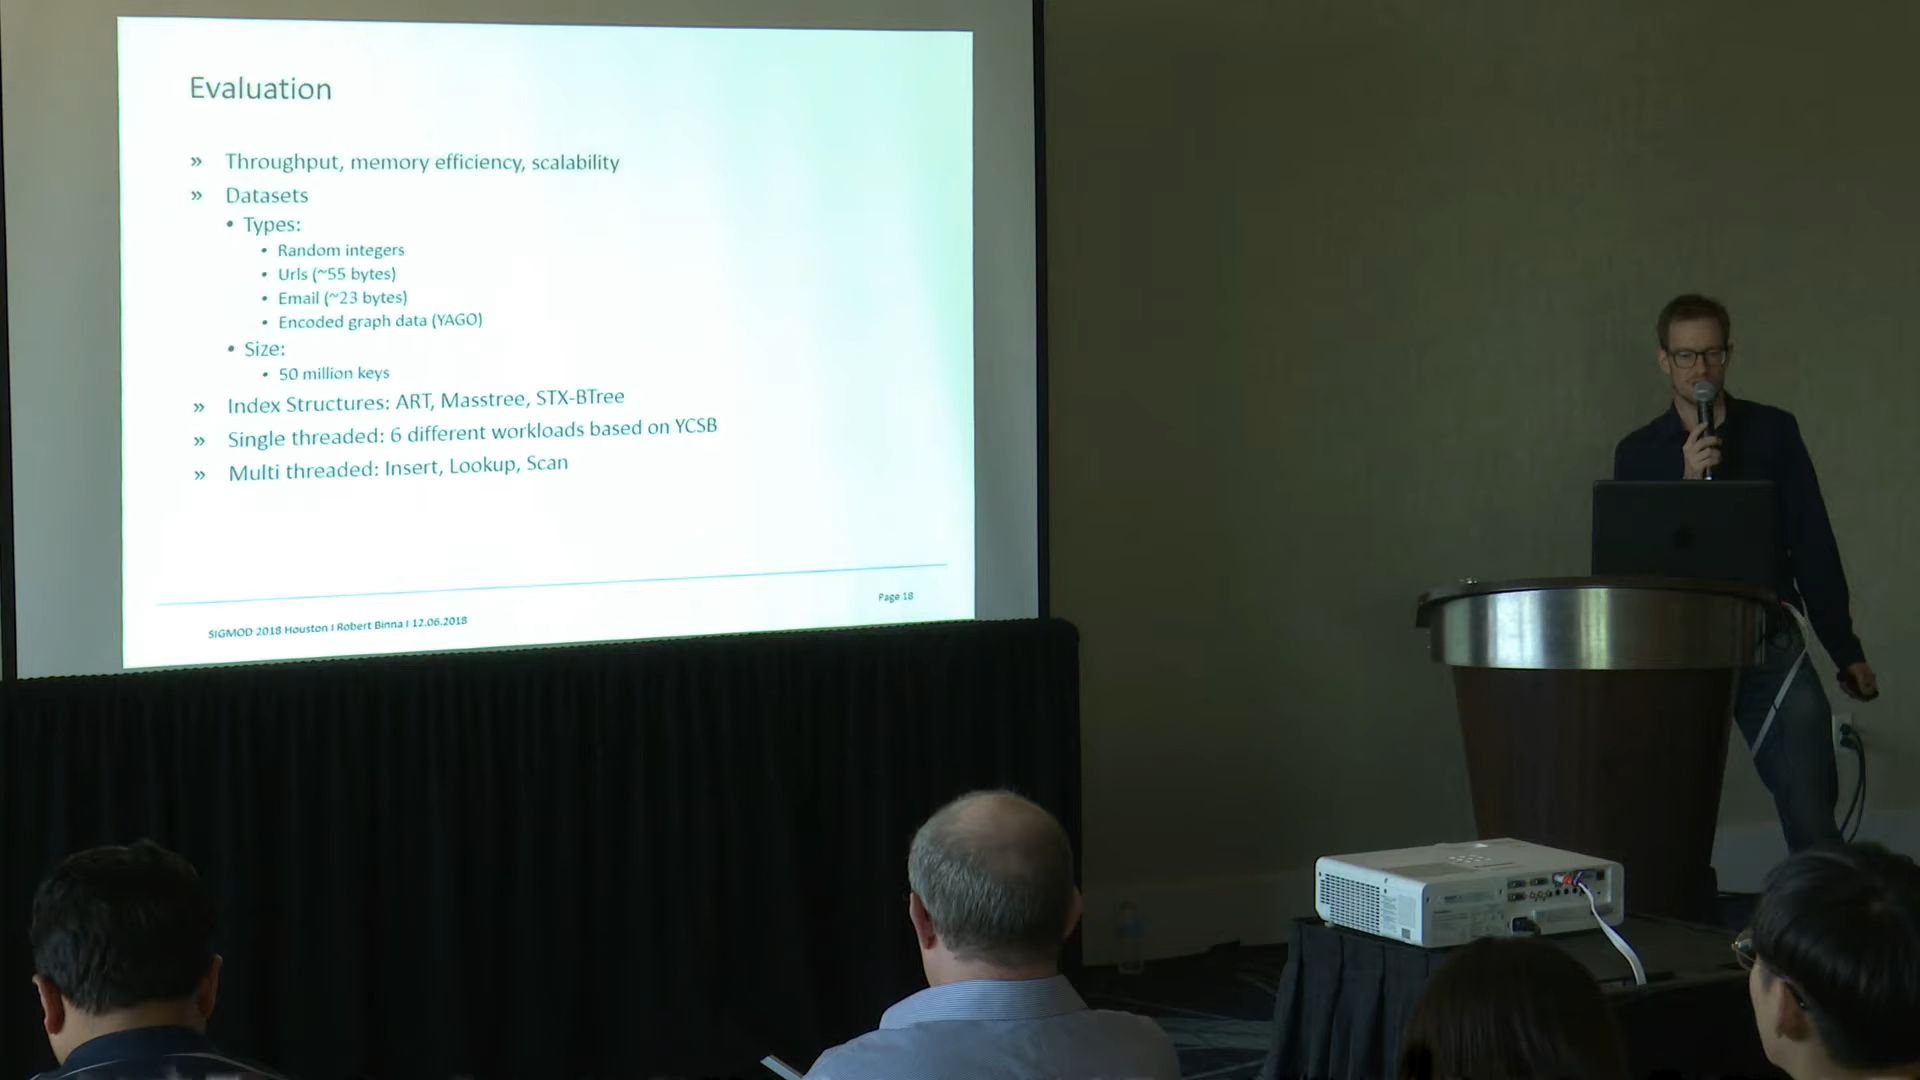 Evaluation
» Throughput, memory efficiency, scalability
» Datasets
• Types:
• Random integers
• Urls (~55 bytes)
• Email (~23 bytes)
• Encoded graph data (YAGO)
• Size:
• 50 million keys
» Index Structures: ART, Masstree, STX-BTree
» Single threaded: 6 different workloads based on YCSB
» Multi threaded: Insert, Lookup, Scan
Page 18
SIGMOD 2018 Houston I Robert Binna I 12.06.2018